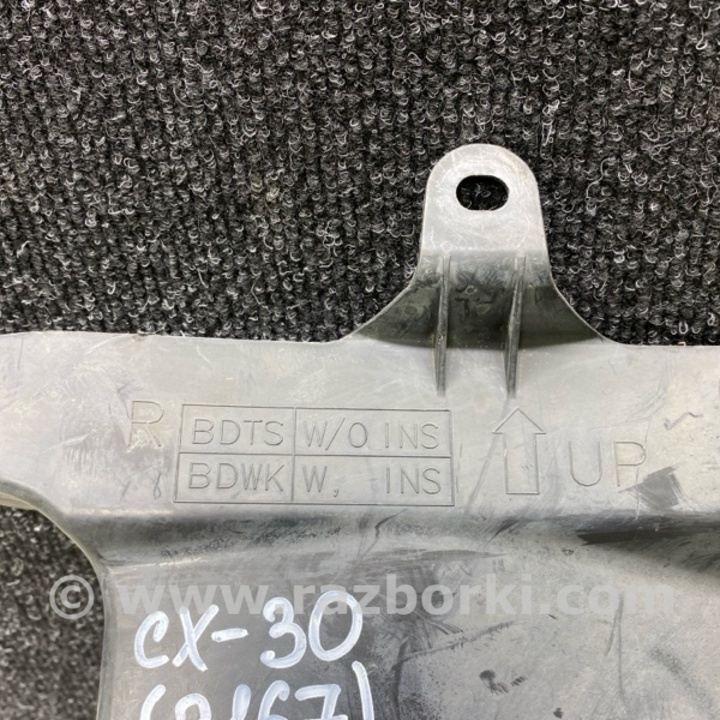 R BDTS W/O INS
BDWK W, INS
UP
© www.razborki.com
CX-30